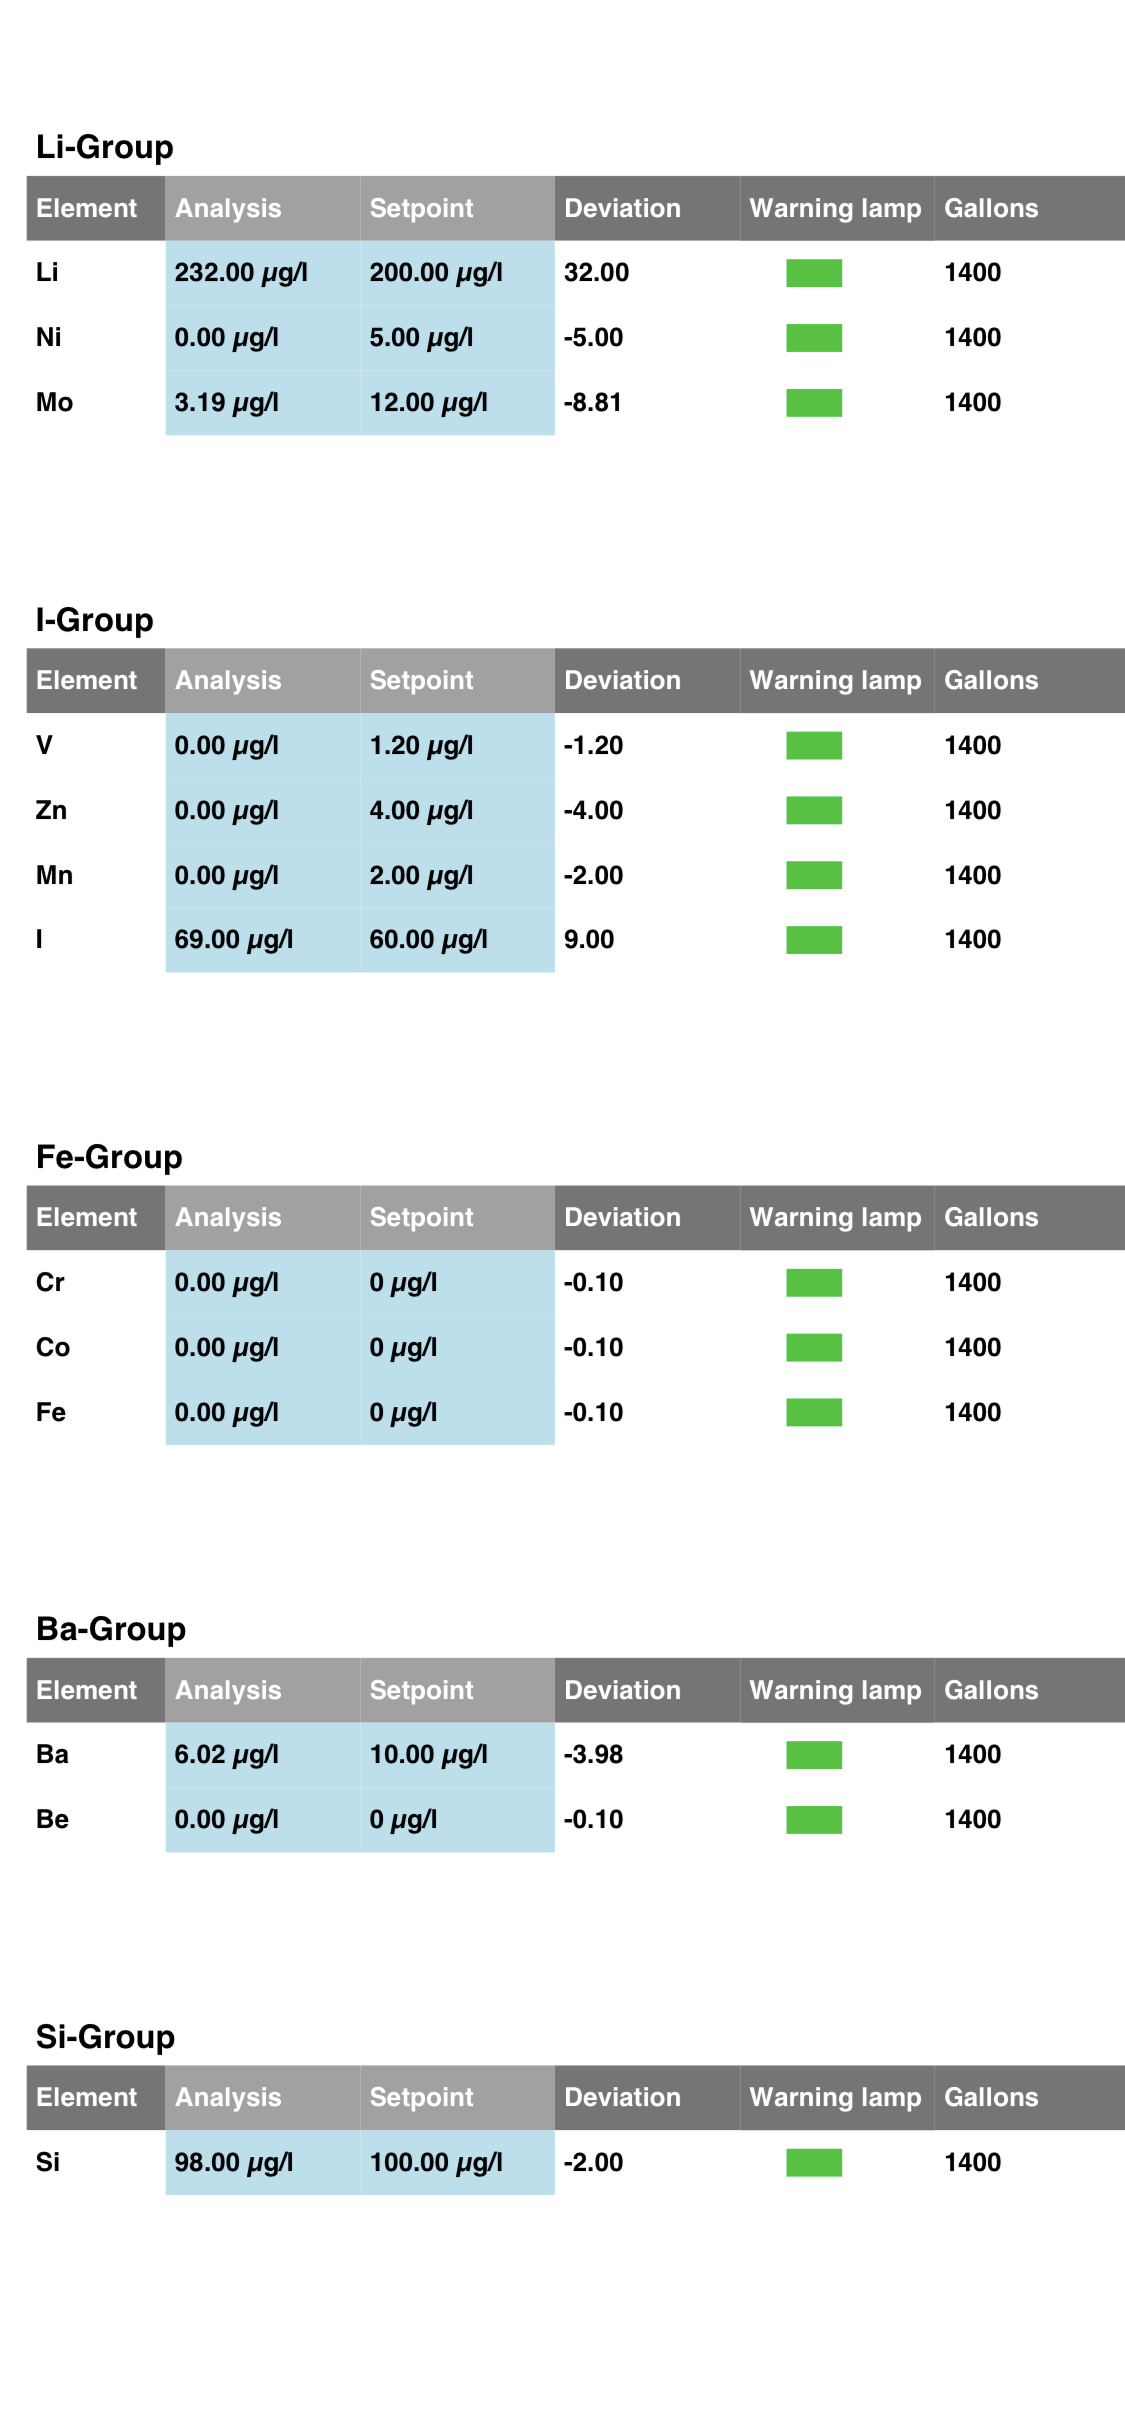 Li-Group
Element Analysis Setpoint Deviation Warning lamp Gallons
Li 232.00 µg/l 200.00 µg/l 32.00 1400
Ni 0.00 µg/l 5.00 µg/l -5.00 1400
Mo 3.19 µg/l 12.00 µg/l -8.81 1400
I-Group
Element Analysis Setpoint Deviation Warning lamp Gallons
V 0.00 µg/l 1.20 µg/l -1.20 1400
Zn 0.00 µg/l 4.00 µg/l -4.00 1400
Mn 0.00 µg/l 2.00 µg/l -2.00 1400
I 69.00 µg/l 60.00 µg/l 9.00 1400
Fe-Group
Element Analysis Setpoint Deviation Warning lamp Gallons
Cr 0.00 µg/l 0 µg/l -0.10 1400
Co 0.00 µg/l 0 µg/l -0.10 1400
Fe 0.00 µg/l 0 µg/l -0.10 1400
Ba-Group
Element Analysis Setpoint Deviation Warning lamp Gallons
Ba 6.02 µg/l 10.00 µg/l -3.98 1400
Be 0.00 µg/l 0 µg/l -0.10 1400
Si-Group
Element Analysis Setpoint Deviation Warning lamp Gallons
Si 98.00 µg/l 100.00 µg/l -2.00 1400